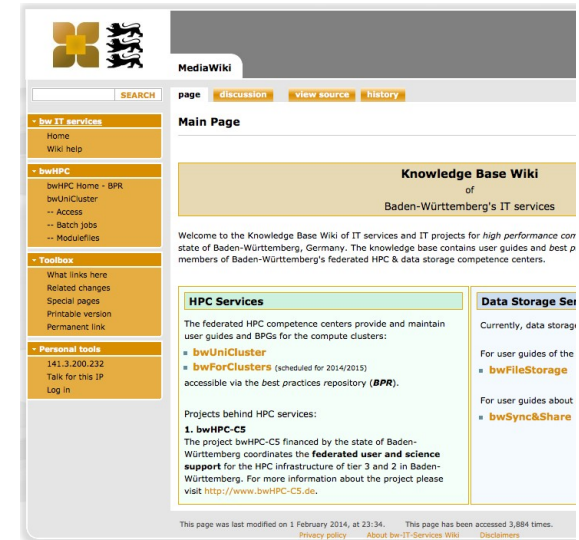 MediaWiki
SEARCH
page discussion view source history
bw IT services
Home
Wiki help
bwHPC
bwHPC Home - BPR
bwUniCluster
-- Access
-- Batch jobs
-- Modulefiles
Toolbox
What links here
Related changes
Special pages
Printable version
Permanent link
Personal tools
141.3.200.232
Talk for this IP
Log in
Main Page
Knowledge Base Wiki
of
Baden-Württemberg's IT services
Welcome to the Knowledge Base Wiki of IT services and IT projects for high performance com
state of Baden-Württemberg, Germany. The knowledge base contains user guides and best p
members of Baden-Württemberg's federated HPC & data storage competence centers.
HPC Services
The federated HPC competence centers provide and maintain
user guides and BPGs for the compute clusters:
bwUniCluster
bwForClusters (scheduled for 2014/2015)
accessible via the best practices repository (BPR).
Projects behind HPC services:
1. bwHPC-C5
The project bwHPC-C5 financed by the state of Baden-
Württemberg coordinates the federated user and science
support for the HPC infrastructure of tier 3 and 2 in Baden-
Württemberg. For more information about the project please
visit http://www.bwHPC-C5.de.
Data Storage Ser
Currently, data storage
For user guides of the
bwFileStorage
For user guides about
bwSync&Share
This page was last modified on 1 February 2014, at 23:34. This page has been accessed 3,884 times.
Privacy policy About bw-IT-Services Wiki Disclaimers